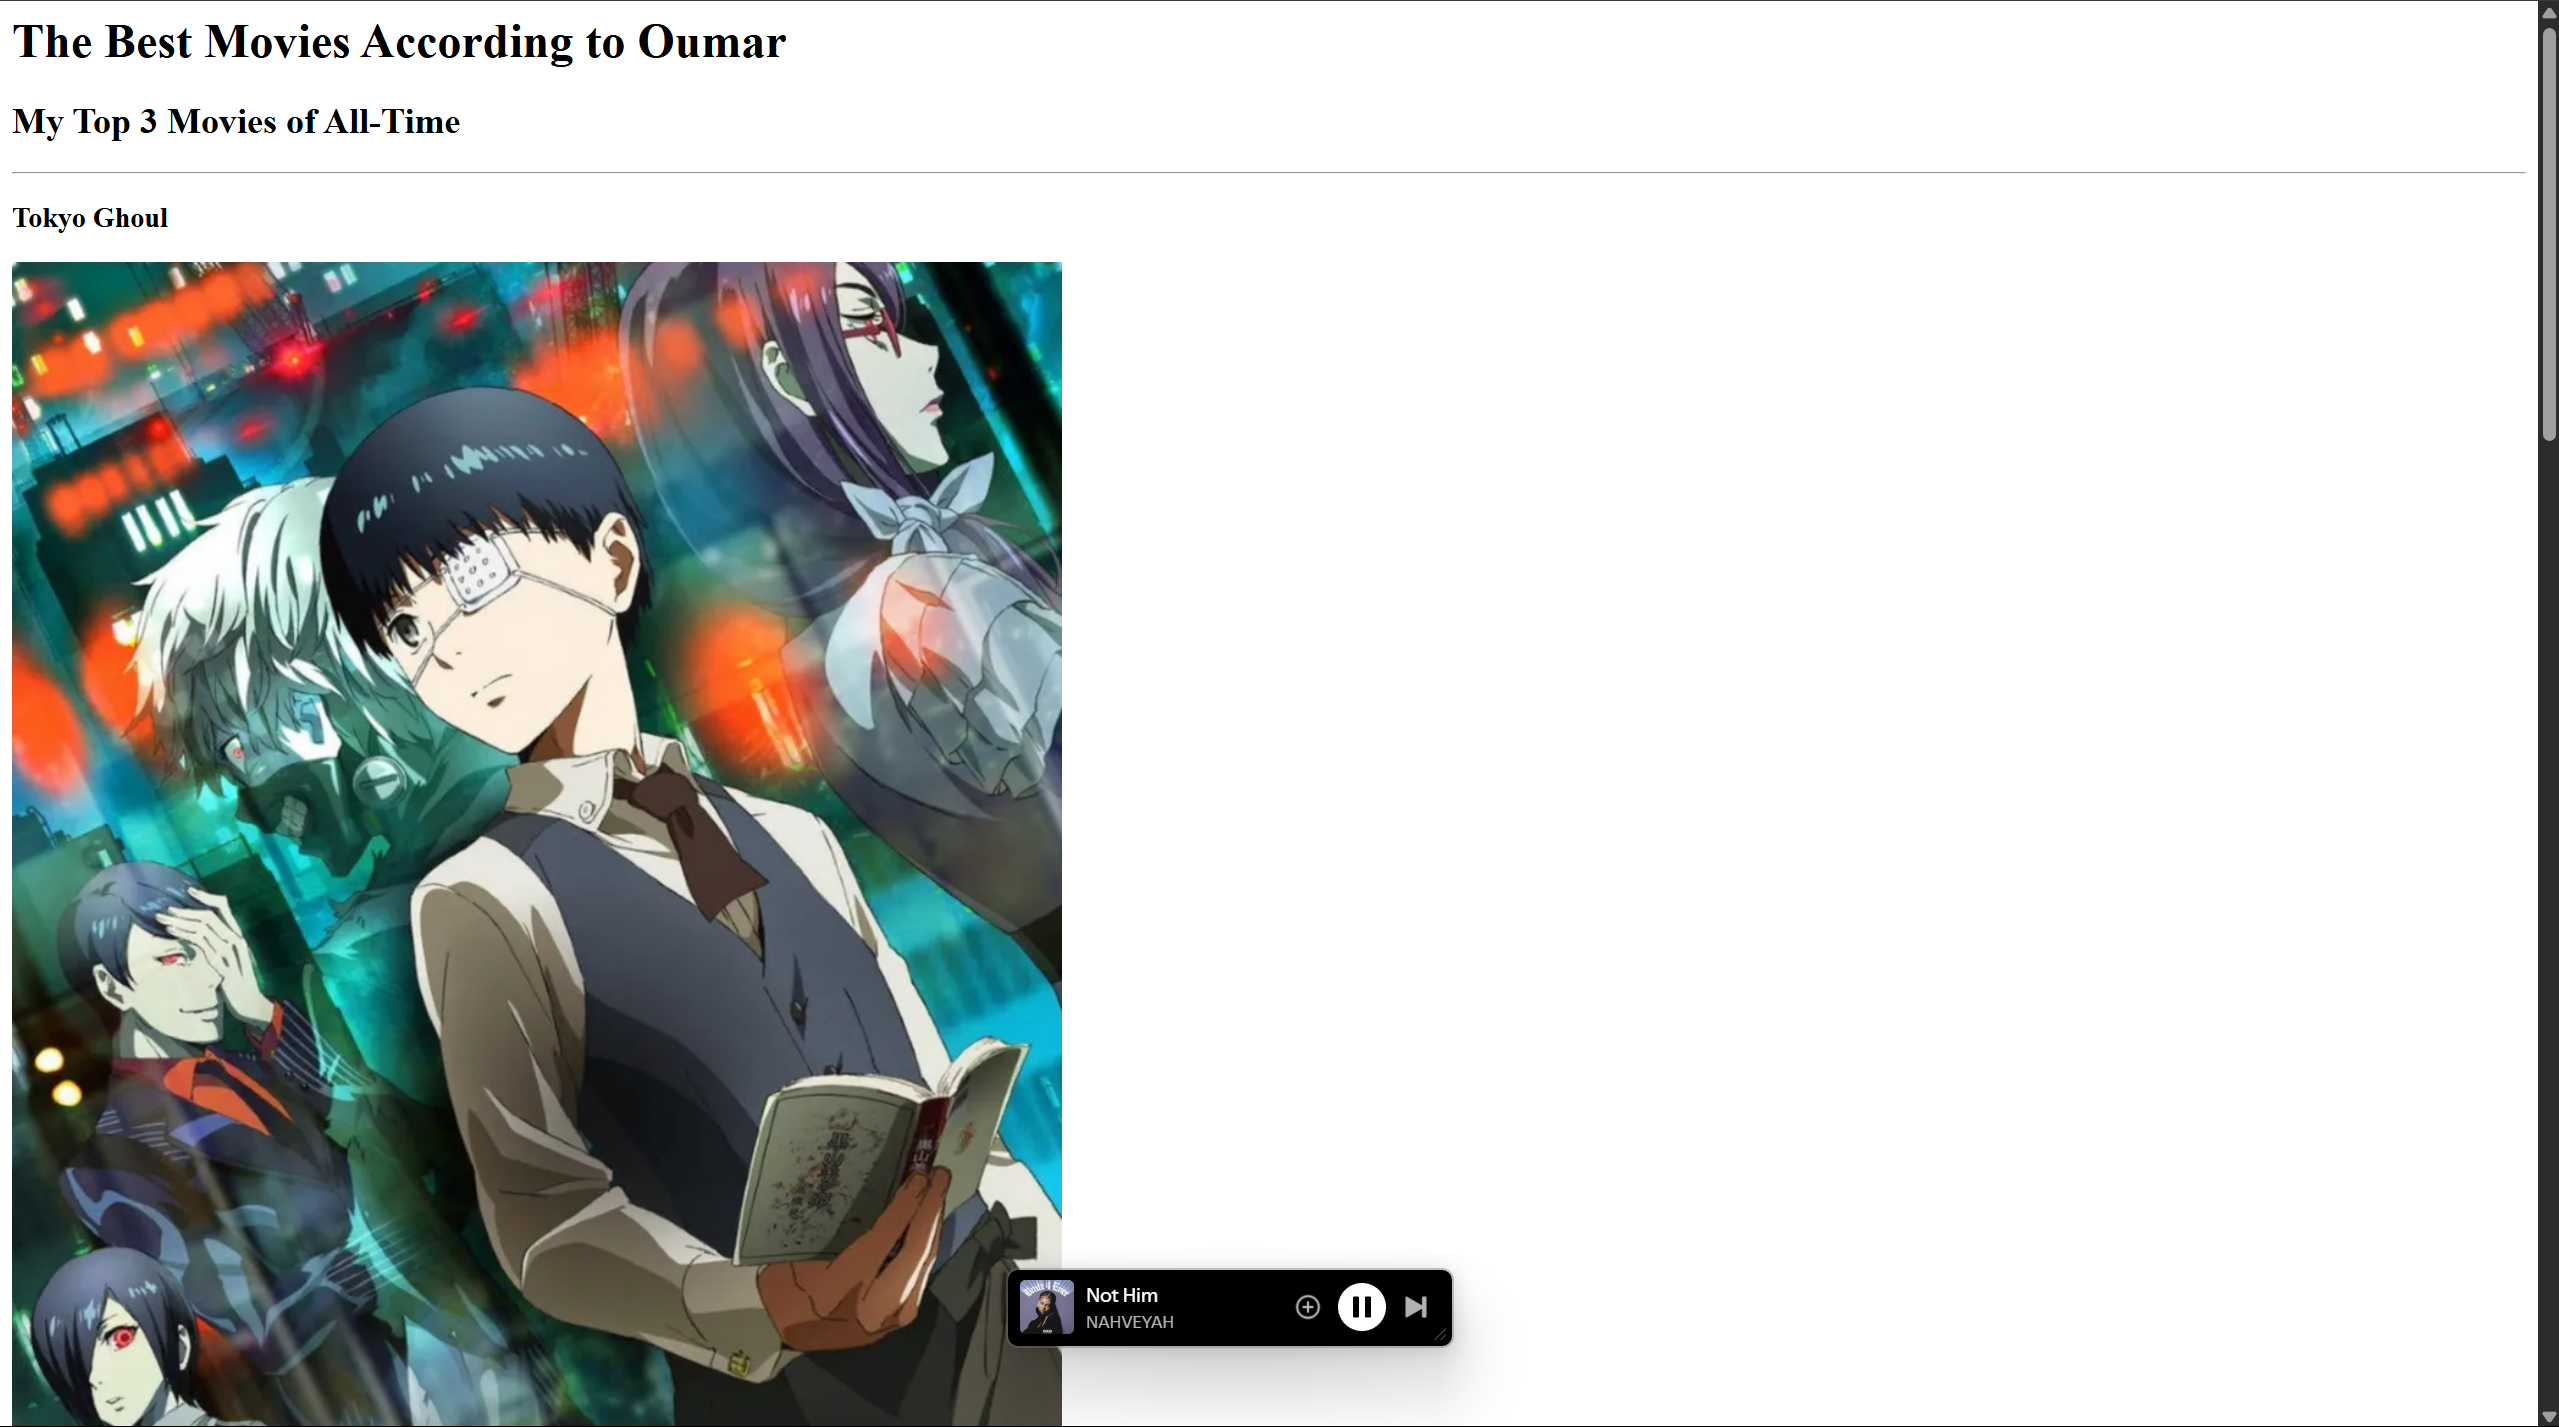 The Best Movies According to Oumar
My Top 3 Movies of All-Time
Tokyo Ghoul
Not Him
NAHVEYAH